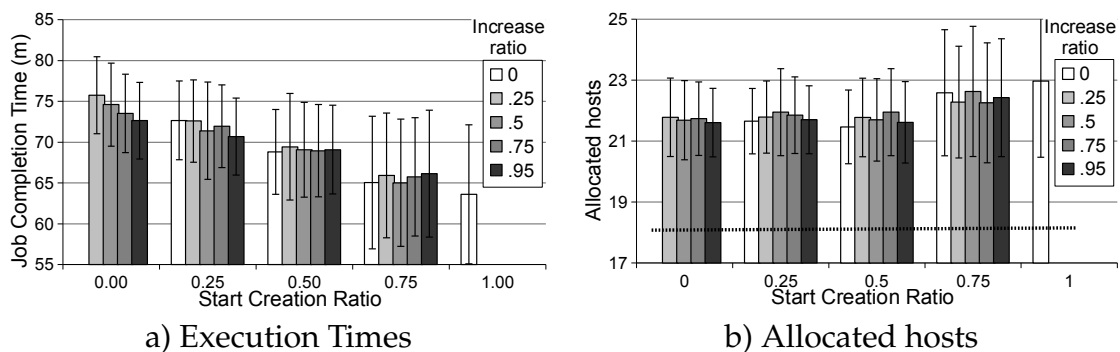 85
80
75
70
65
60
55
Job Completion Time (m)
Increase
ratio
0
.25
.5
.75
.95
0.00 0.25 0.50 0.75 1.00
Start Creation Ratio
a) Execution Times
25
23
21
19
17
Allocated hosts
Increase
ratio
0
.25
.5
.75
.95
0 0.25 0.5 0.75 1
Start Creation Ratio
b) Allocated hosts